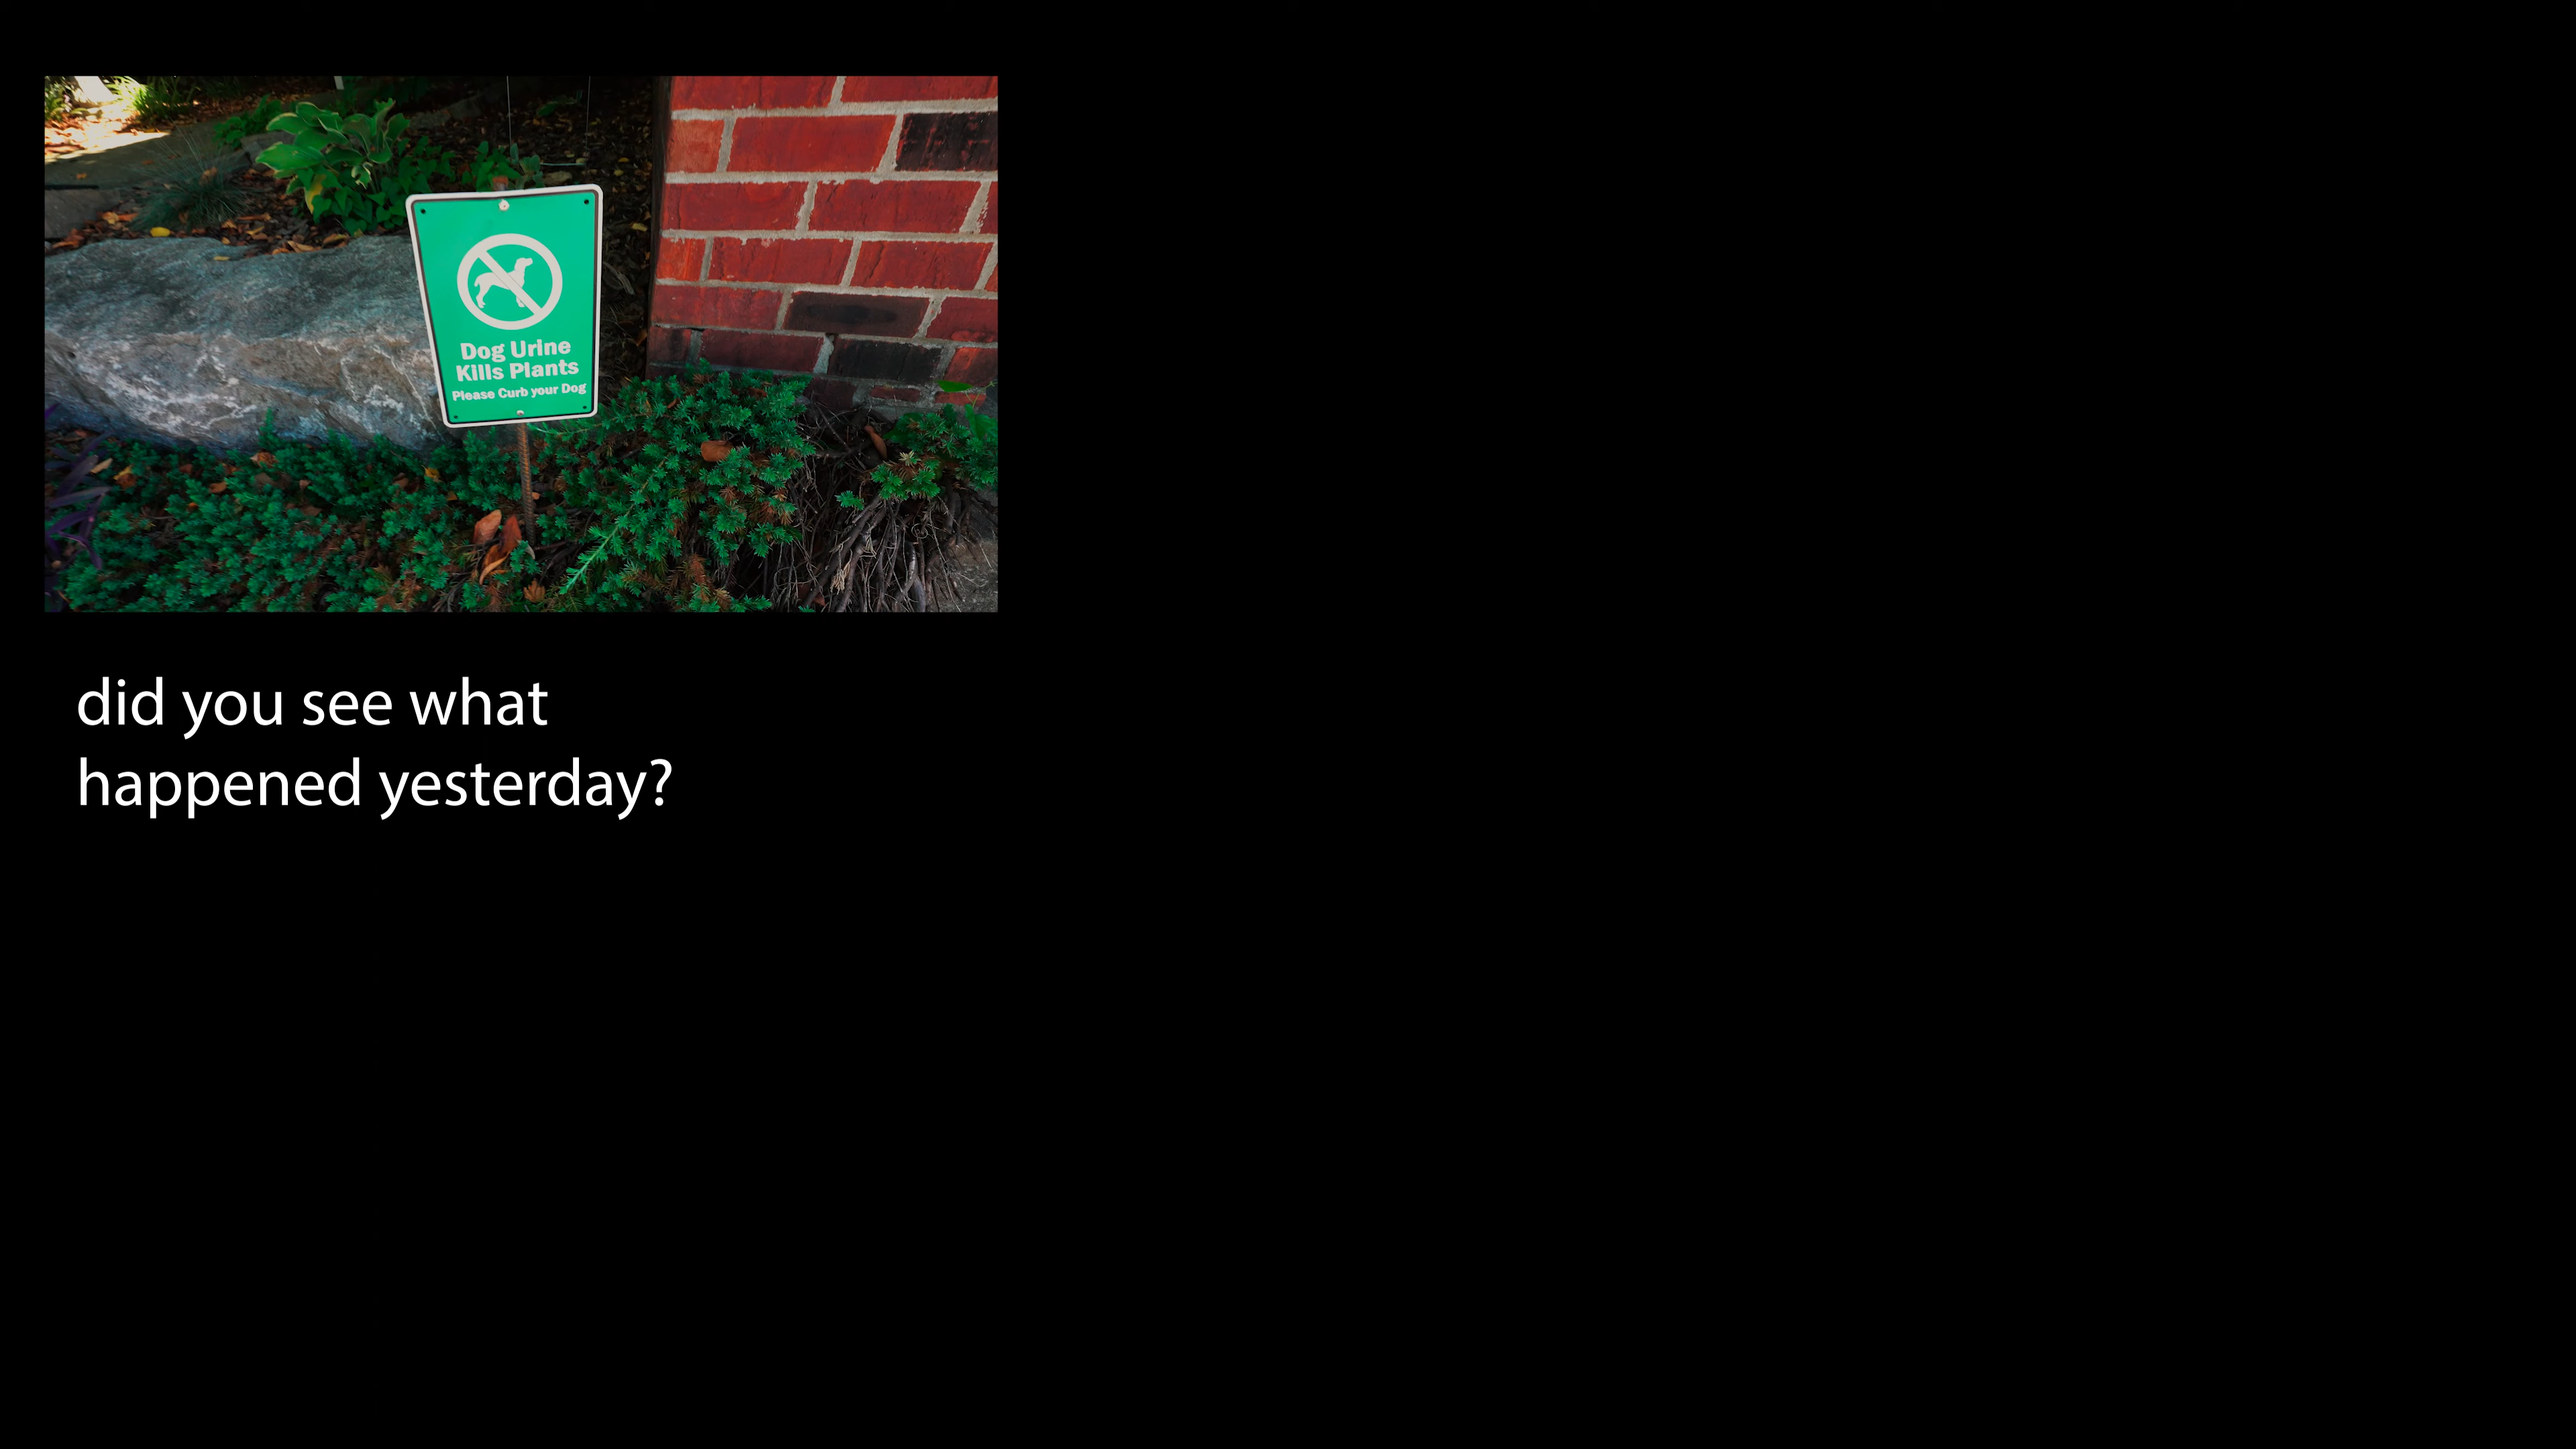 Dog Urine
Kills Plants
Please Curb your Dog
did you see what
happened yesterday?